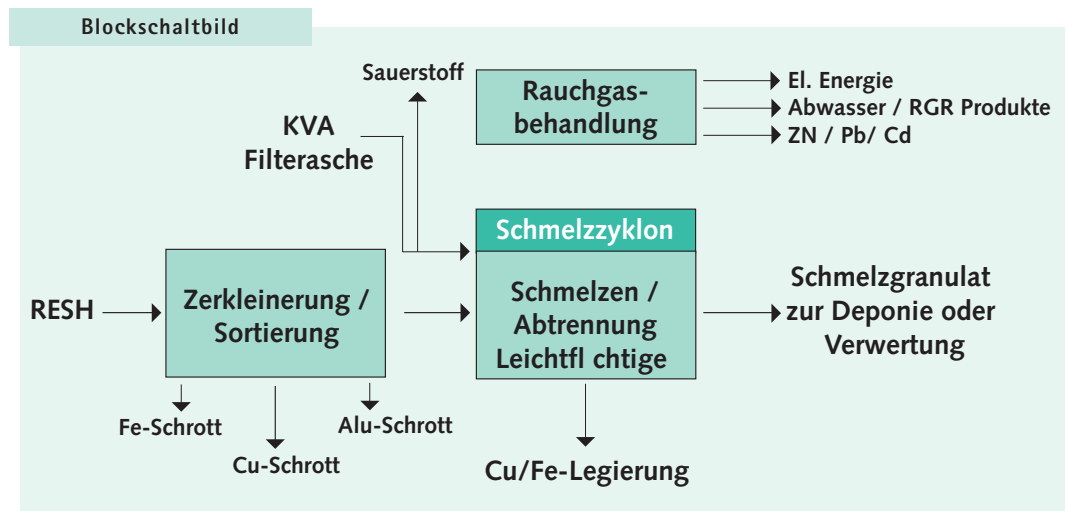 Blockschaltbild
Sauerstoff
Rauchgas-
behandlung
El. Energie
Abwasser / RGR Produkte
ZN / Pb/ Cd
KVA
Filterasche
Schmelzzyklon
RESH
Zerkleinerung /
Sortierung
Schmelzen /
Abtrennung
Leichtfl chtige
Schmelzgranulat
zur Deponie oder
Verwertung
Fe-Schrott
Alu-Schrott
Cu-Schrott
Cu/Fe-Legierung